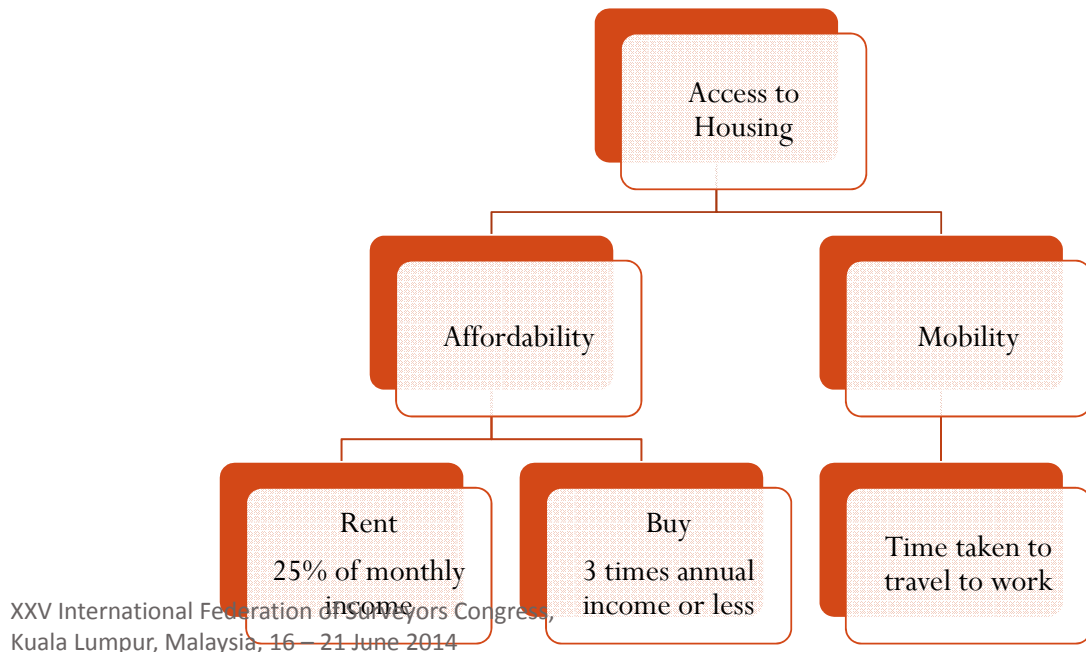 Access to
Housing
Affordability
Mobility
Rent
25% of monthly
income
Buy
3 times annual
income or less
Time taken to
travel to work
XXV International Federation of Surveyors Congress,
Kuala Lumpur, Malaysia, 16 – 21 June 2014